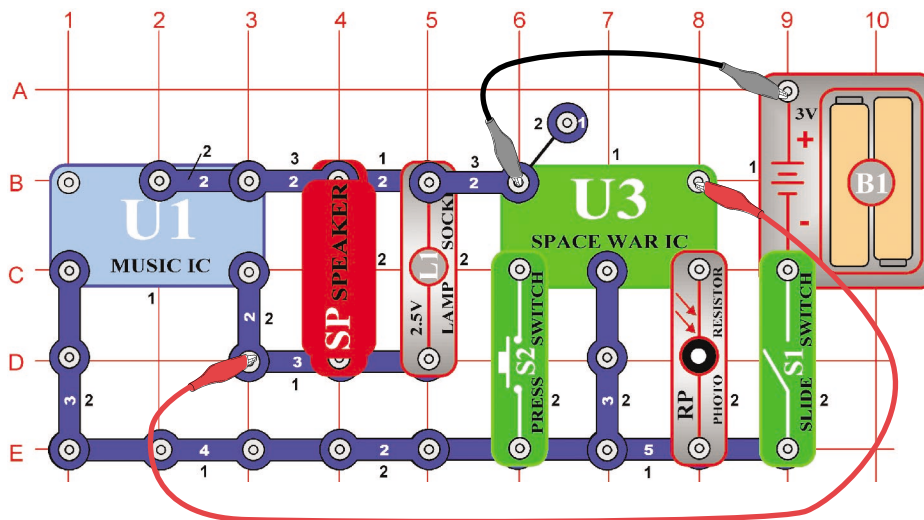 1 2 3 4 5 6 7 8 9 10
A
3V
2 1
2 3 1 3 1 1 +
B 2 2 2 2 B1
U1 U3 -
MUSIC IC SPACE WAR IC
C
SP SPEAKER
2.5V L1 LAMP SOCKET
1 2 2 2 2
D 3
1
S2 PRESS SWITCH
RP PHOTO RESISTOR
S1 SLIDE SWITCH
3 2 2 3 2 2 2
E 4 2 5
1 2 1